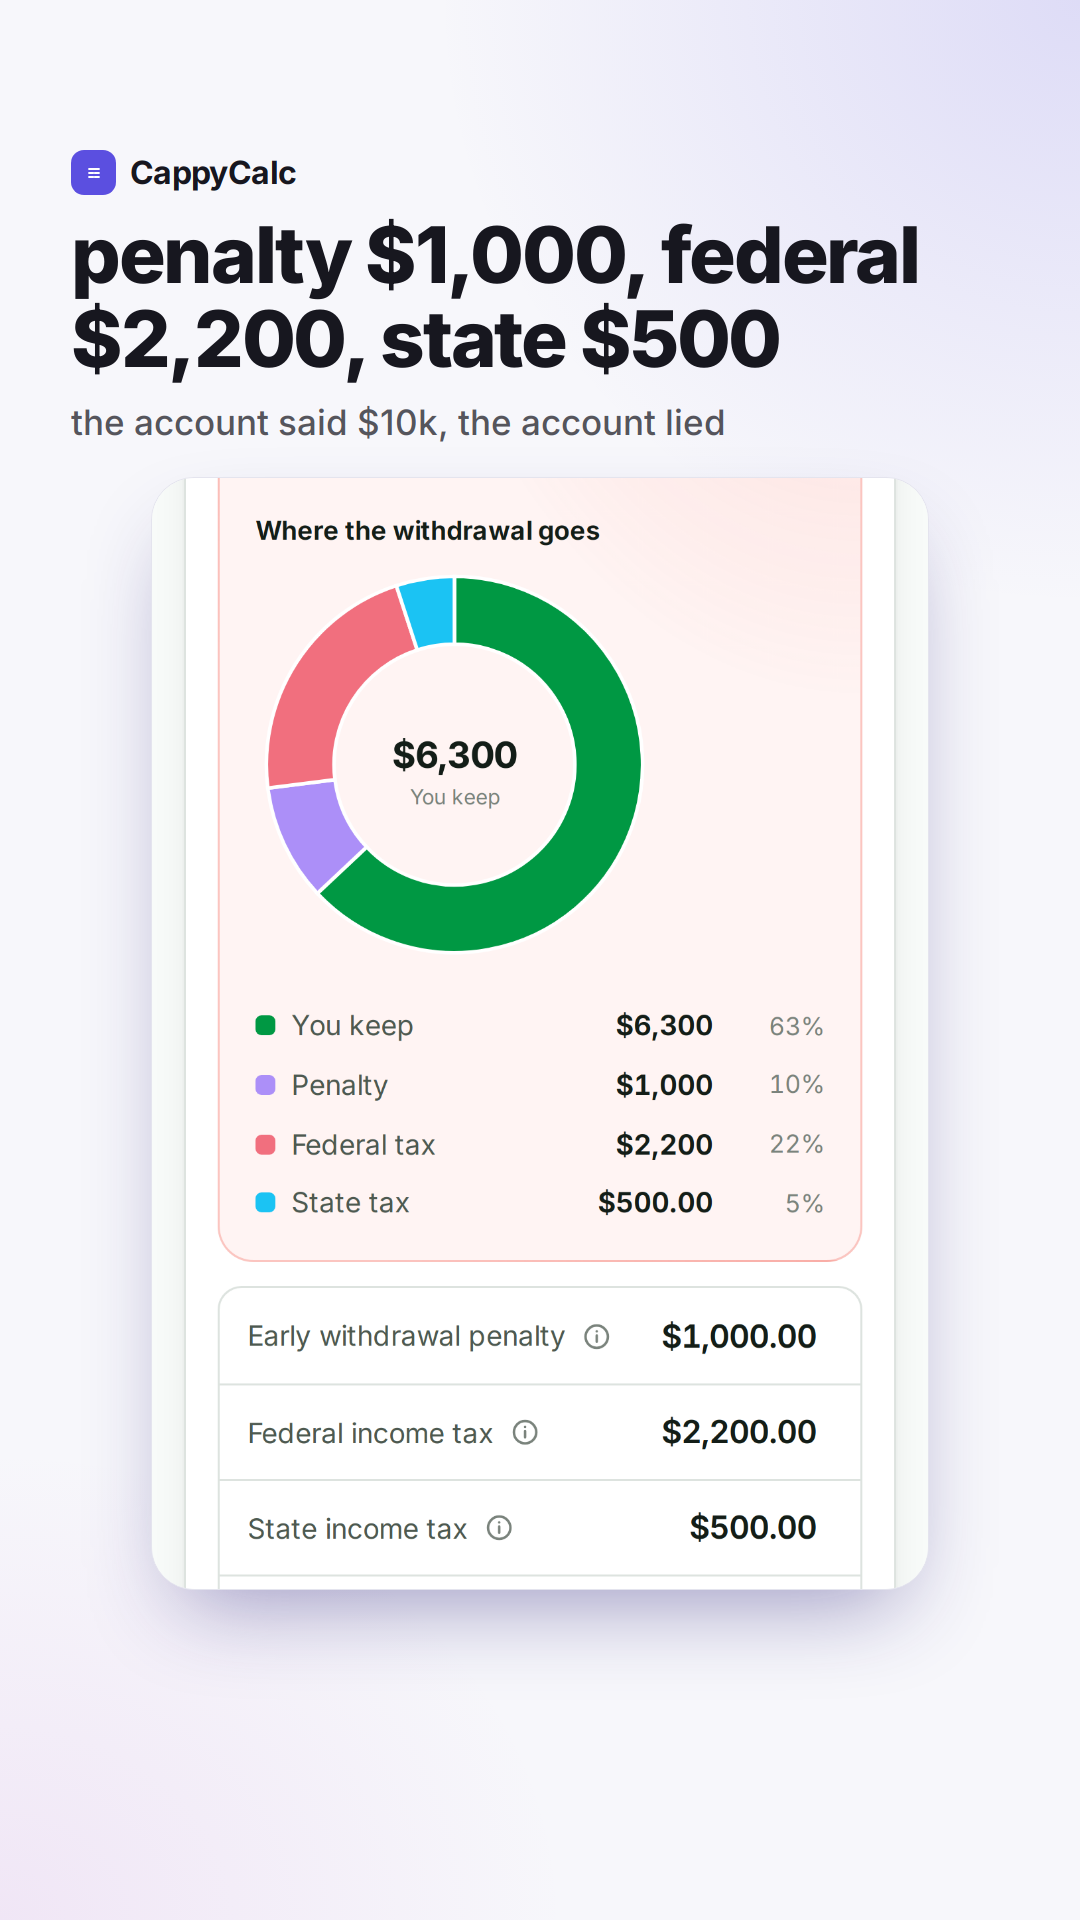 CappyCalc
penalty $1,000, federal
$2,200, state $500
the account said $10k, the account lied
Where the withdrawal goes
$6,300
You keep
You keep $6,300 63%
Penalty $1,000 10%
Federal tax $2,200 22%
State tax $500.00 5%
Early withdrawal penalty $1,000.00
Federal income tax $2,200.00
State income tax $500.00